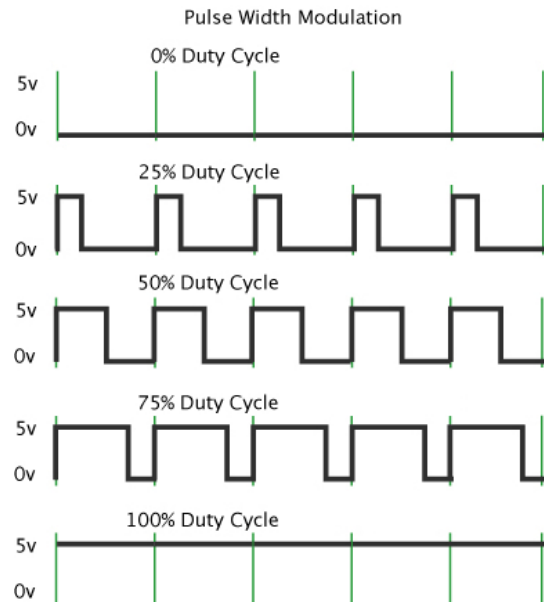 Pulse Width Modulation
0% Duty Cycle
5v
0v
25% Duty Cycle
5v
0v
50% Duty Cycle
5v
0v
75% Duty Cycle
5v
0v
100% Duty Cycle
5v
0v